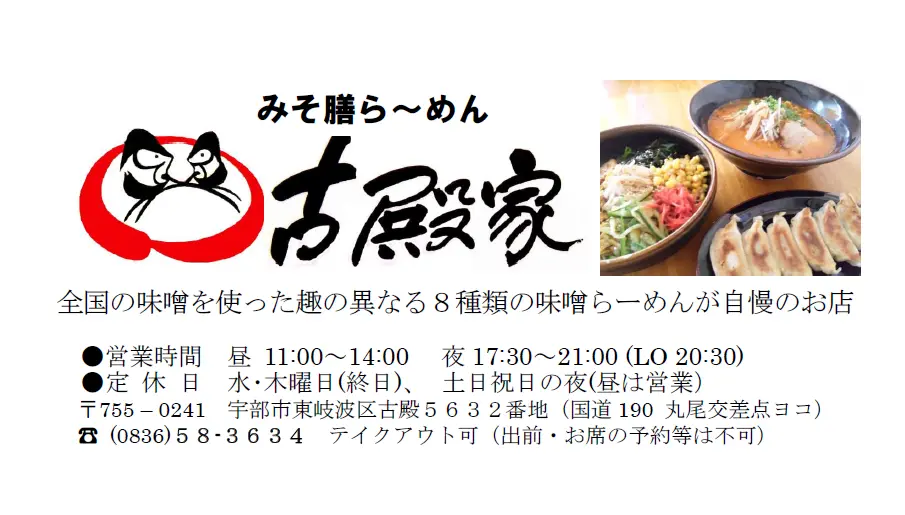 みそ膳ら～めん
古殿家
全国の味噌を使った趣の異なる８種類の味噌らーめんが自慢のお店
●営業時間　昼 11:00～14:00　夜 17:30～21:00 (LO 20:30)
●定 休 日　水･木曜日(終日)、　土日祝日の夜(昼は営業)
〒755－0241　宇部市東岐波区古殿５６３２番地（国道 190 丸尾交差点ヨコ）
☎ (0836)５８-３６３４　テイクアウト可（出前・お席の予約等は不可）